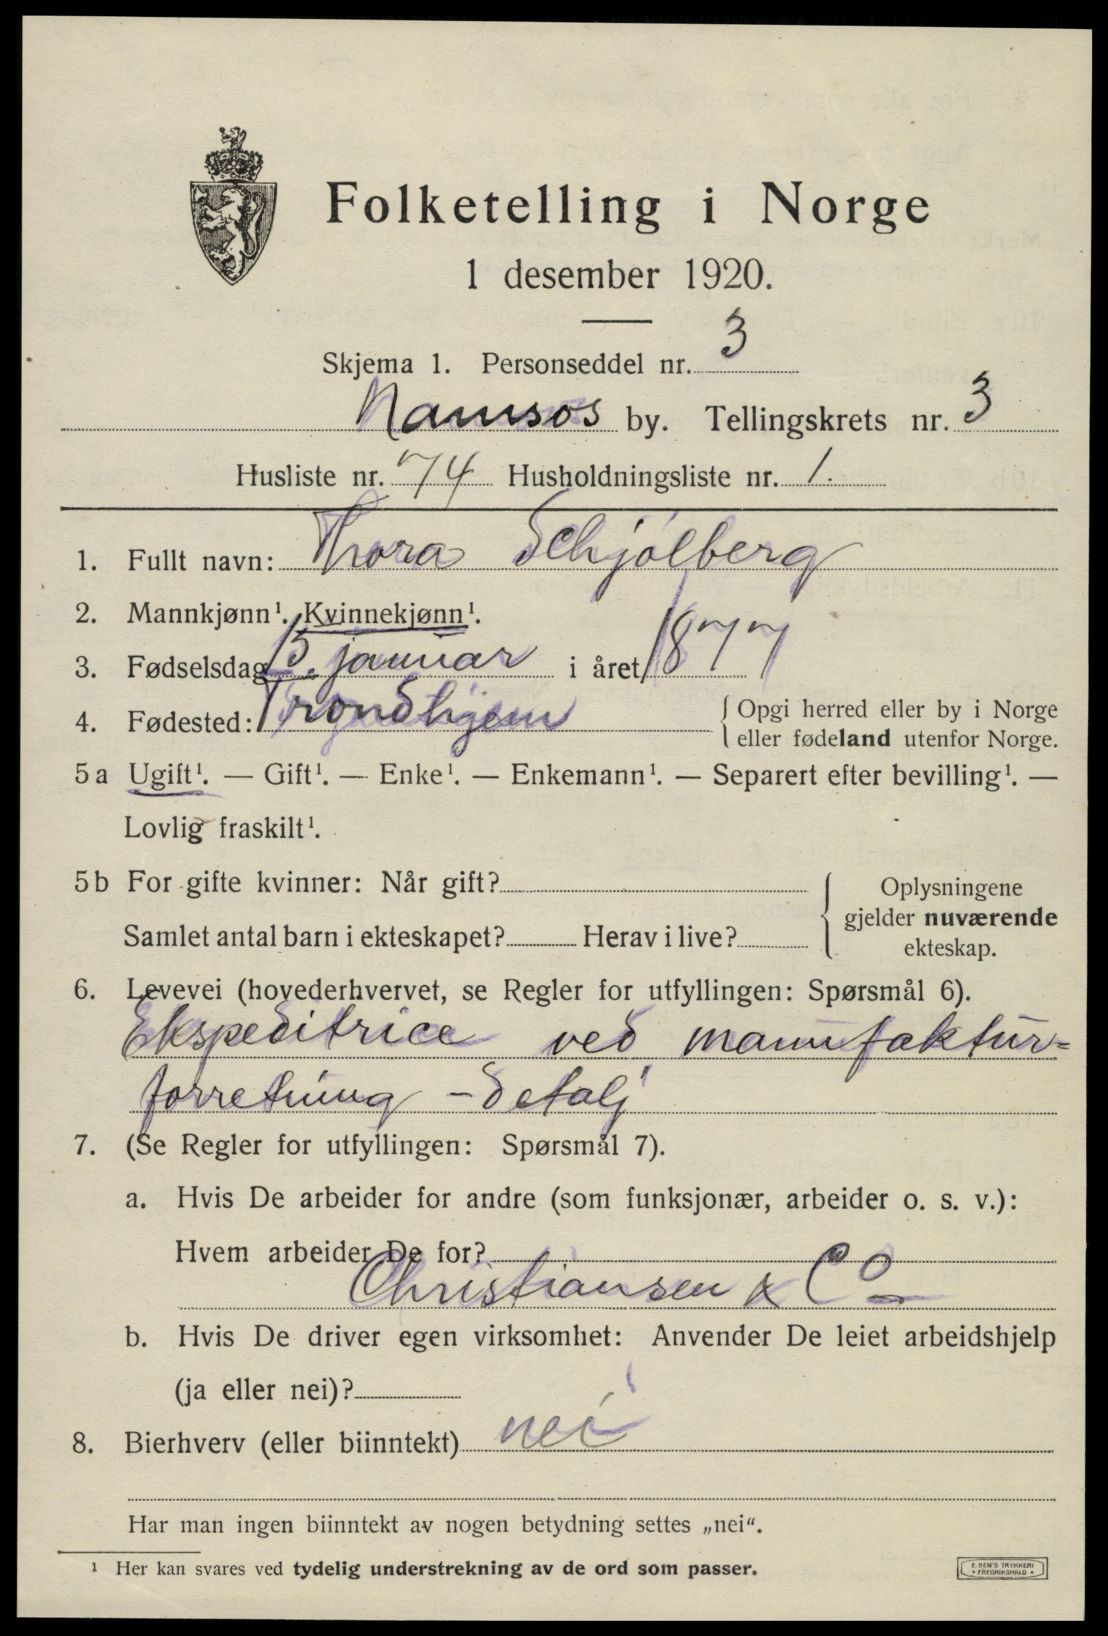 Folketelling i Norge
1 desember 1920.
Skjema 1. Personseddel nr. 3
Namsos by. Tellingskrets nr. 3
Husliste nr. 74 Husholdningsliste nr. 1.
1. Fullt navn: Thora Schjölberg
2. Mannkjønn¹. Kvinnekjønn¹.
3. Fødselsdag 15. januar i året 1877
4. Fødested: Trondhjem { Opgi herred eller by i Norge
eller fødeland utenfor Norge.
5a Ugift¹. — Gift¹. — Enke¹. — Enkemann¹. — Separert efter bevilling¹. —
Lovlig fraskilt¹.
5b For gifte kvinner: Når gift? { Oplysningene
gjelder nuværende
Samlet antal barn i ekteskapet? Herav i live? ekteskap.
6. Levevei (hovederhvervet, se Regler for utfyllingen: Spørsmål 6).
Ekspeditrice ved manufaktur=
forretning - detalj
7. (Se Regler for utfyllingen: Spørsmål 7).
a. Hvis De arbeider for andre (som funksjonær, arbeider o. s. v.):
Hvem arbeider De for?
Christiansen & Co
b. Hvis De driver egen virksomhet: Anvender De leiet arbeidshjelp
(ja eller nei)?
8. Bierhverv (eller biinntekt) nei
Har man ingen biinntekt av nogen betydning settes „nei“.
¹ Her kan svares ved tydelig understrekning av de ord som passer.
E. SEM'S TRYKKERI
• FREDRIKSHALD •